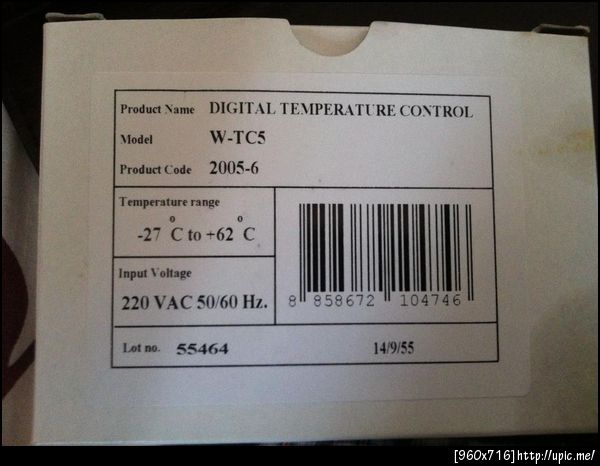 Product Name DIGITAL TEMPERATURE CONTROL
Model W-TC5
Product Code 2005-6
Temperature range
-27 °C to +62 °C
Input Voltage
220 VAC 50/60 Hz.
8 858672 104746
Lot no. 55464 14/9/55
[960x716]http://upic.me/